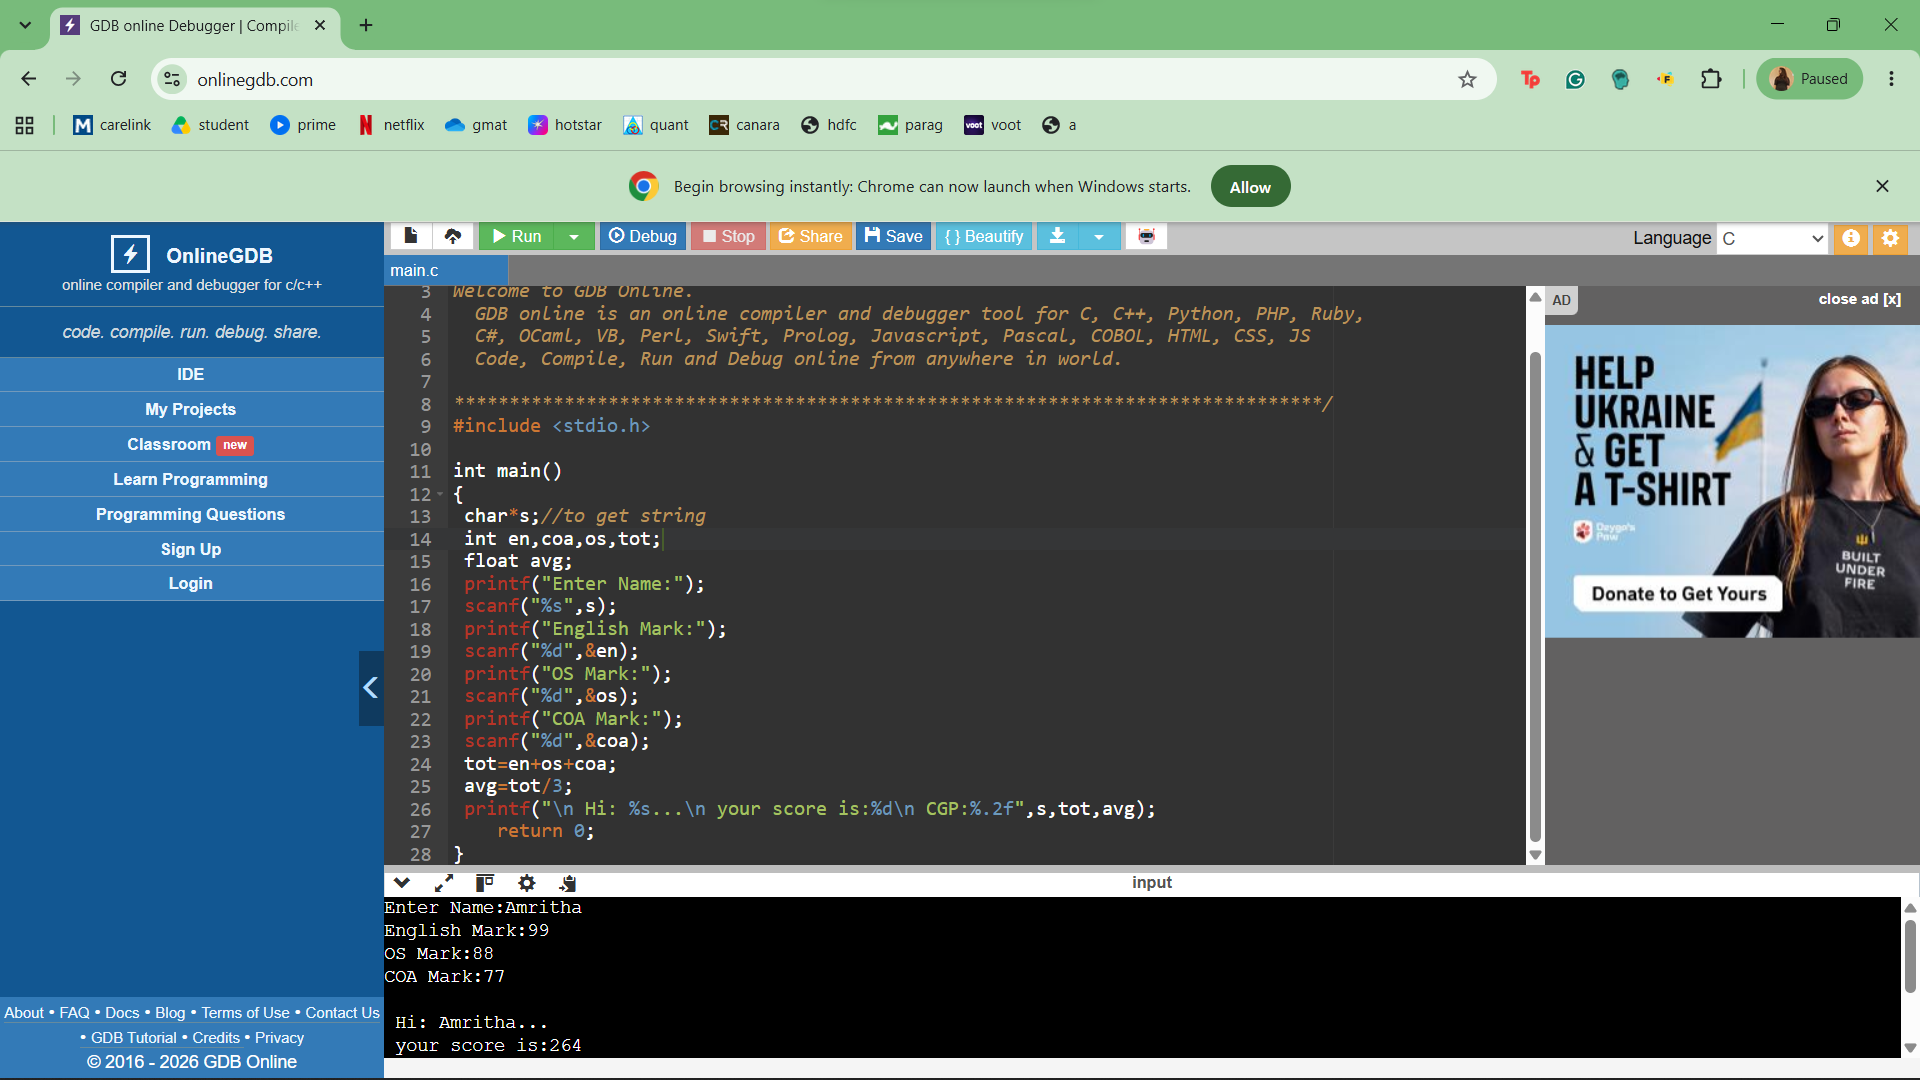 GDB online Debugger | Compile
onlinegdb.com
Tp
G
F
Paused
carelink
student
prime
netflix
gmat
hotstar
quant
CR canara
hdfc
parag
voot voot
a
Begin browsing instantly: Chrome can now launch when Windows starts.
Allow
OnlineGDB
online compiler and debugger for c/c++
code. compile. run. debug. share.
IDE
My Projects
Classroom new
Learn Programming
Programming Questions
Sign Up
Login
About • FAQ • Docs • Blog • Terms of Use • Contact Us
• GDB Tutorial • Credits • Privacy
© 2016 - 2026 GDB Online
Run
Debug
Stop
Share
Save
{ } Beautify
Language C
main.c
3 Welcome to GDB Online.
4 GDB online is an online compiler and debugger tool for C, C++, Python, PHP, Ruby,
5 C#, OCaml, VB, Perl, Swift, Prolog, Javascript, Pascal, COBOL, HTML, CSS, JS
6 Code, Compile, Run and Debug online from anywhere in world.
7
8 *******************************************************************************/
9 #include <stdio.h>
10
11 int main()
12 {
13 char*s;//to get string
14 int en,coa,os,tot;
15 float avg;
16 printf("Enter Name:");
17 scanf("%s",s);
18 printf("English Mark:");
19 scanf("%d",&en);
20 printf("OS Mark:");
21 scanf("%d",&os);
22 printf("COA Mark:");
23 scanf("%d",&coa);
24 tot=en+os+coa;
25 avg=tot/3;
26 printf("\n Hi: %s...\n your score is:%d\n CGP:%.2f",s,tot,avg);
27 return 0;
28 }
AD
close ad [x]
HELP
UKRAINE
& GET
A T-SHIRT
Dzyga's
Paw
BUILT
UNDER
FIRE
Donate to Get Yours
input
Enter Name:Amritha
English Mark:99
OS Mark:88
COA Mark:77
Hi: Amritha...
your score is:264